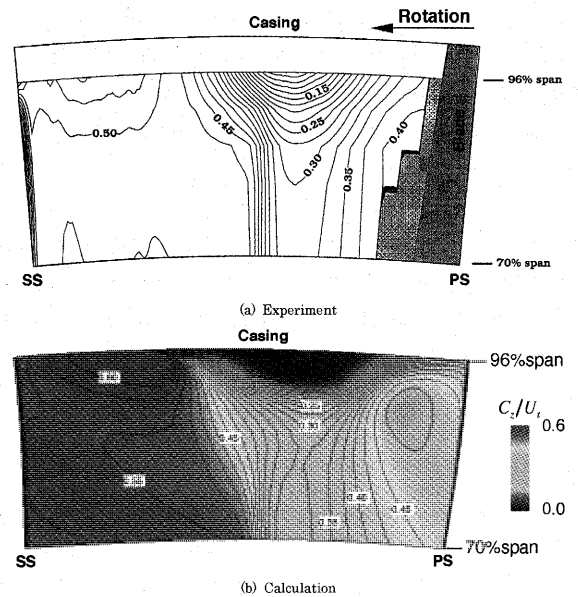 Casing
Rotation
96% span
0.15
0.50
0.45
0.25
0.40
0.30
0.35
70% span
SS
PS
(a) Experiment
Casing
96%span
C_z/U_t
0.6
0.0
0.45
0.30
0.45
0.45
70%span
SS
PS
(b) Calculation